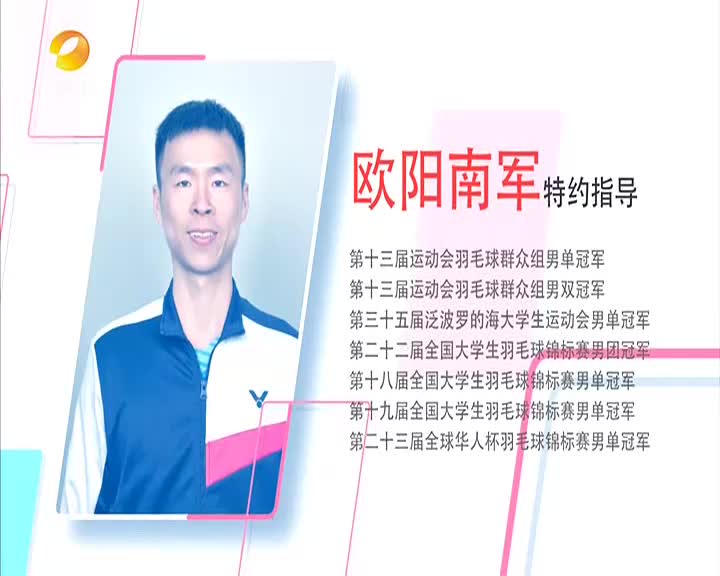 欧阳南军 特约指导
第十三届运动会羽毛球群众组男单冠军
第十三届运动会羽毛球群众组男双冠军
第三十五届泛波罗的海大学生运动会男单冠军
第二十二届全国大学生羽毛球锦标赛男团冠军
第十八届全国大学生羽毛球锦标赛男单冠军
第十九届全国大学生羽毛球锦标赛男单冠军
第二十三届全球华人杯羽毛球锦标赛男单冠军